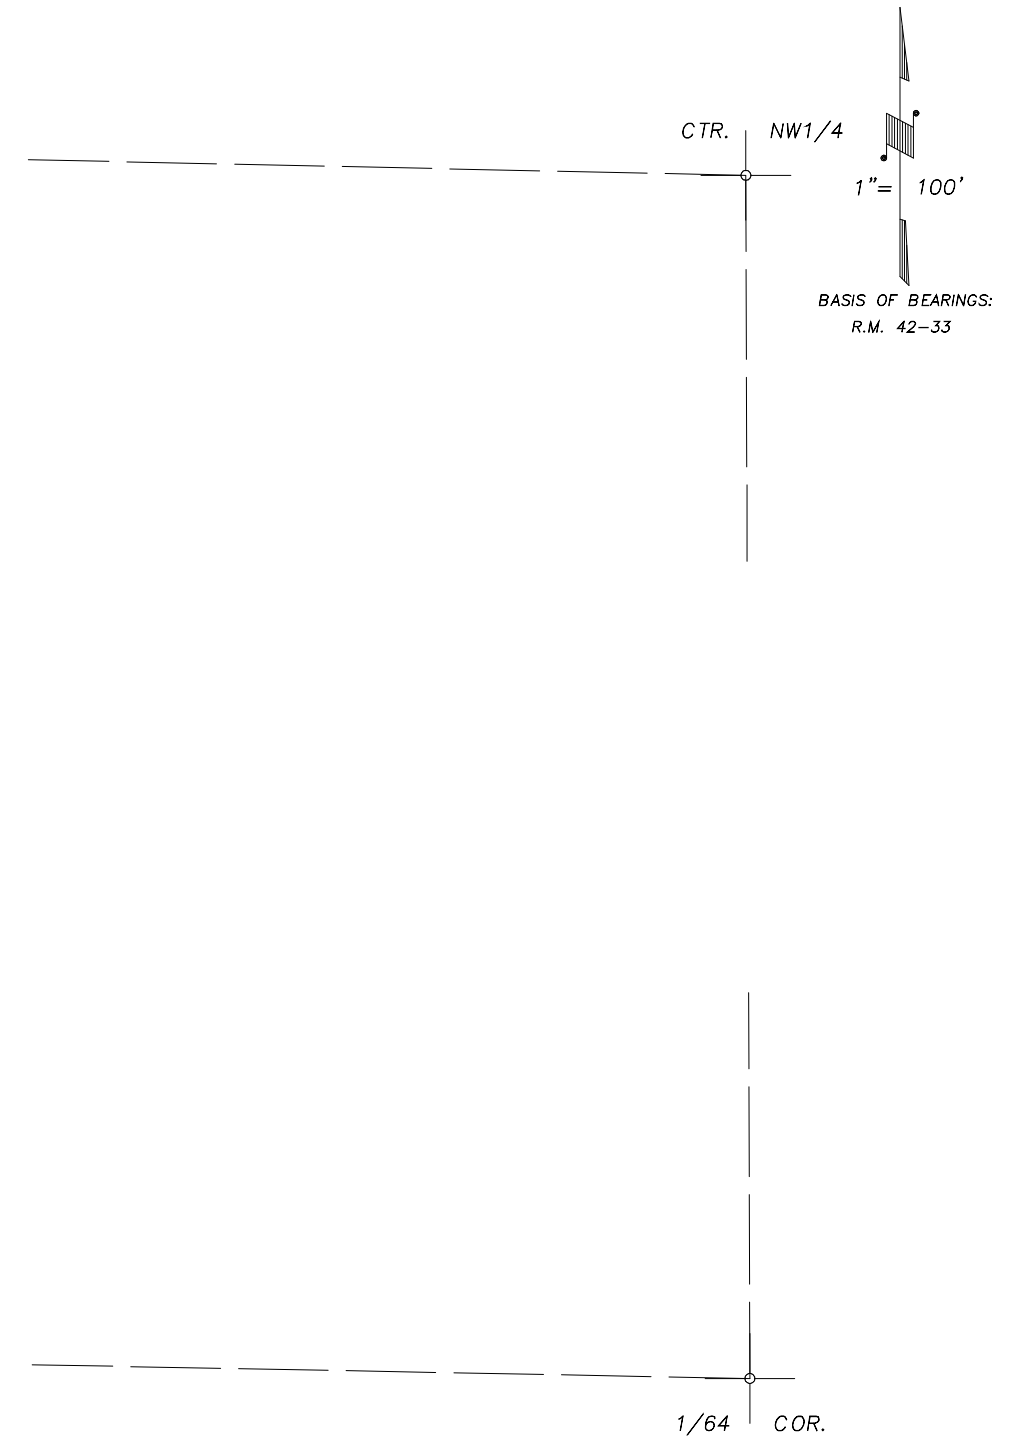 CTR. NW1/4
1"= 100'
BASIS OF BEARINGS:
R.M. 42-33
1/64 COR.